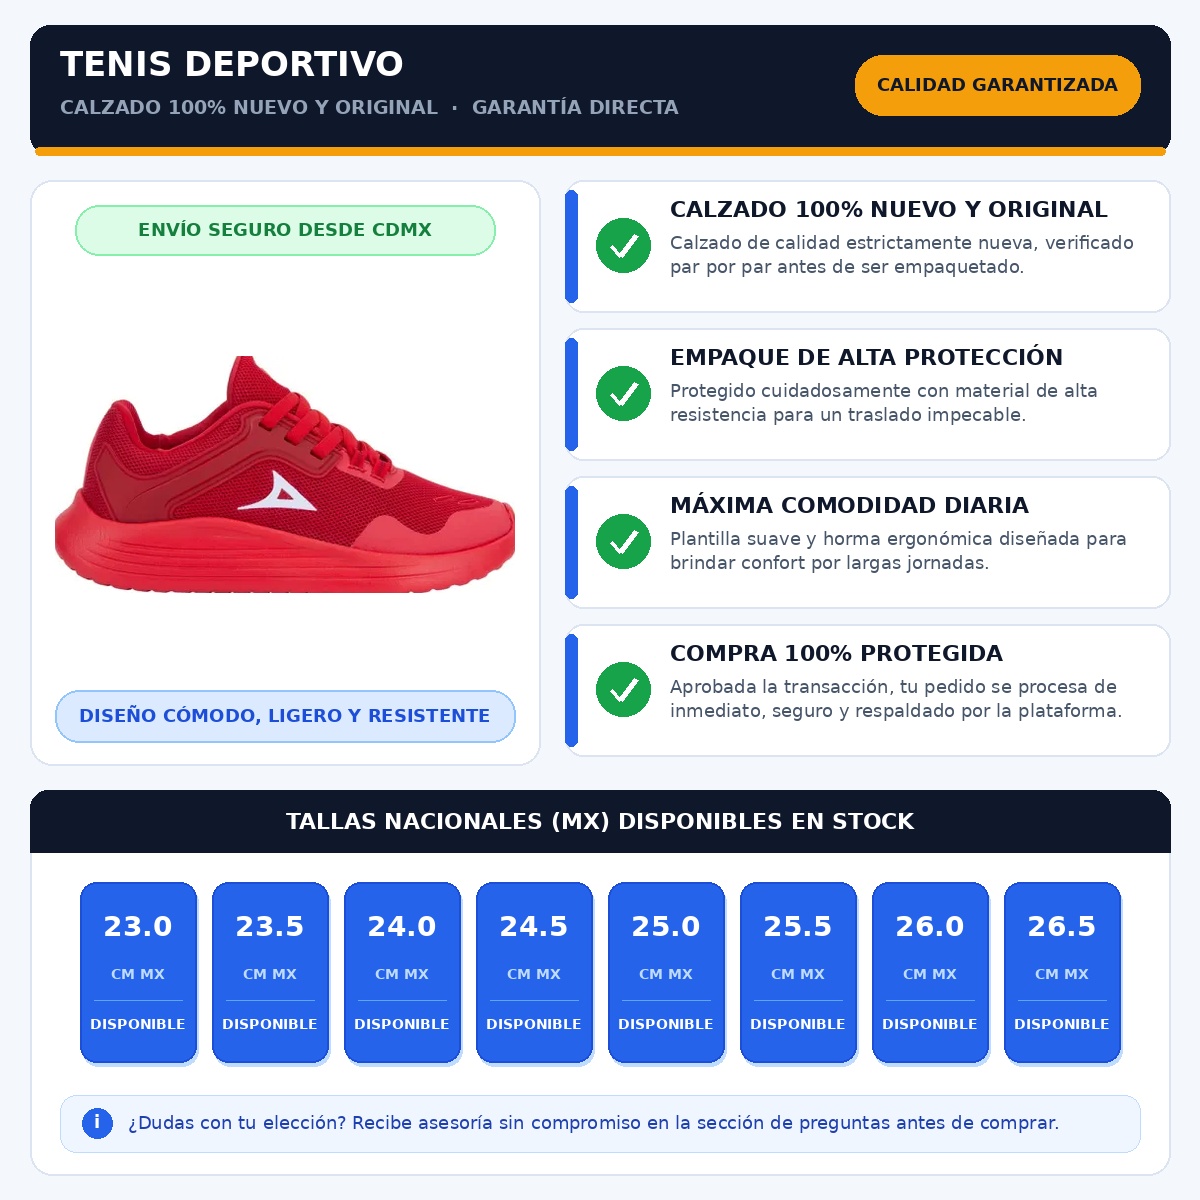 TENIS DEPORTIVO
CALZADO 100% NUEVO Y ORIGINAL · GARANTÍA DIRECTA
CALIDAD GARANTIZADA
ENVÍO SEGURO DESDE CDMX
DISEÑO CÓMODO, LIGERO Y RESISTENTE
CALZADO 100% NUEVO Y ORIGINAL
Calzado de calidad estrictamente nueva, verificado
par por par antes de ser empaquetado.
EMPAQUE DE ALTA PROTECCIÓN
Protegido cuidadosamente con material de alta
resistencia para un traslado impecable.
MÁXIMA COMODIDAD DIARIA
Plantilla suave y horma ergonómica diseñada para
brindar confort por largas jornadas.
COMPRA 100% PROTEGIDA
Aprobada la transacción, tu pedido se procesa de
inmediato, seguro y respaldado por la plataforma.
TALLAS NACIONALES (MX) DISPONIBLES EN STOCK
23.0 23.5 24.0 24.5 25.0 25.5 26.0 26.5
CM MX CM MX CM MX CM MX CM MX CM MX CM MX CM MX
DISPONIBLE DISPONIBLE DISPONIBLE DISPONIBLE DISPONIBLE DISPONIBLE DISPONIBLE DISPONIBLE
i ¿Dudas con tu elección? Recibe asesoría sin compromiso en la sección de preguntas antes de comprar.